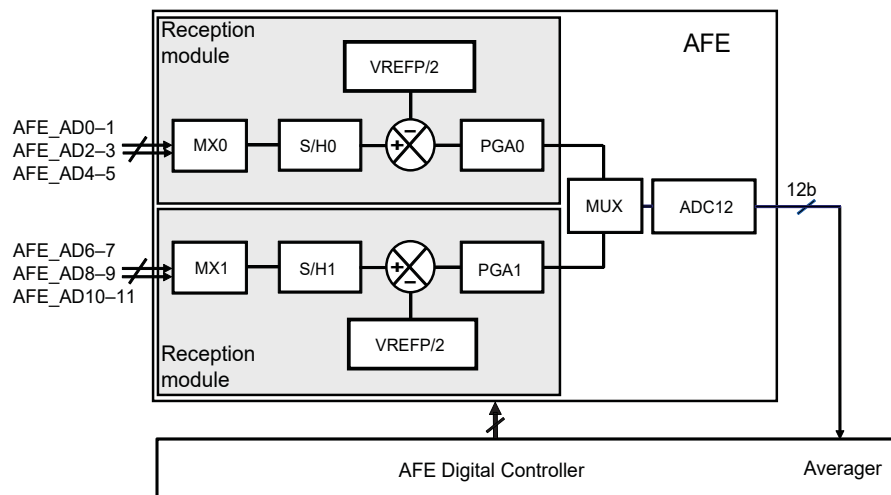 Reception
module
AFE
VREFP/2
AFE_AD0–1
AFE_AD2–3
AFE_AD4–5
MX0
S/H0
−
+
PGA0
MUX
ADC12
12b
AFE_AD6–7
AFE_AD8–9
AFE_AD10–11
MX1
S/H1
+
−
PGA1
VREFP/2
Reception
module
AFE Digital Controller
Averager